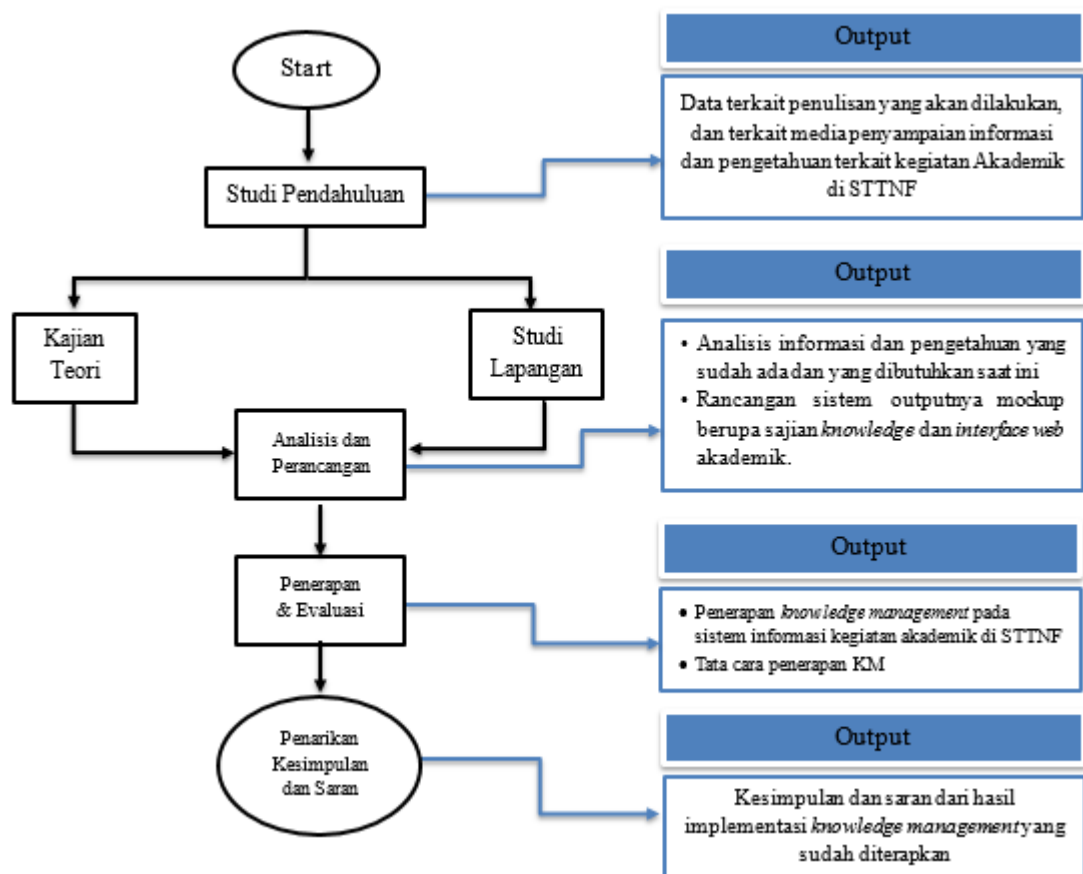 Start
Output
Data terkait penulisan yang akan dilakukan,
dan terkait media penyampaian informasi
dan pengetahuan terkait kegiatan Akademik
di STTNF
Studi Pendahuluan
Kajian
Teori
Studi
Lapangan
Output
• Analisis informasi dan pengetahuan yang
sudah ada dan yang dibutuhkan saat ini
• Rancangan sistem outputnya mockup
berupa sajian knowledge dan interface web
akademik.
Analisis dan
Perancangan
Penerapan
& Evaluasi
Output
• Penerapan knowledge management pada
sistem informasi kegiatan akademik di STTNF
• Tata cara penerapan KM
Penarikan
Kesimpulan
dan Saran
Output
Kesimpulan dan saran dari hasil
implementasi knowledge management yang
sudah diterapkan